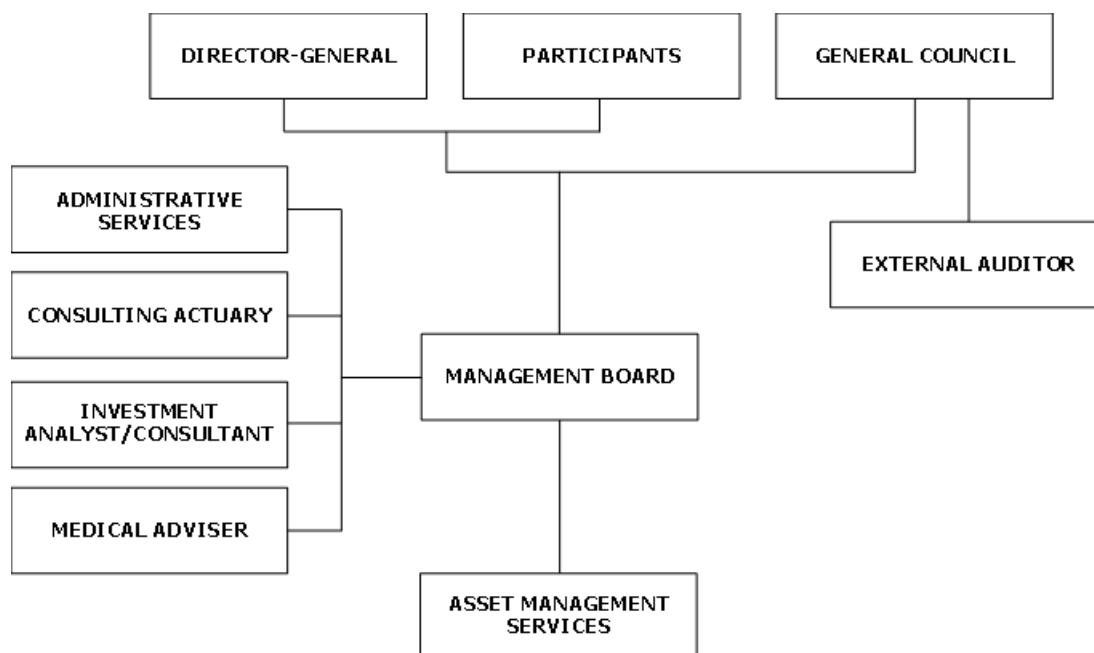 DIRECTOR-GENERAL
PARTICIPANTS
GENERAL COUNCIL
ADMINISTRATIVE
SERVICES
EXTERNAL AUDITOR
CONSULTING ACTUARY
MANAGEMENT BOARD
INVESTMENT
ANALYST/CONSULTANT
MEDICAL ADVISER
ASSET MANAGEMENT
SERVICES